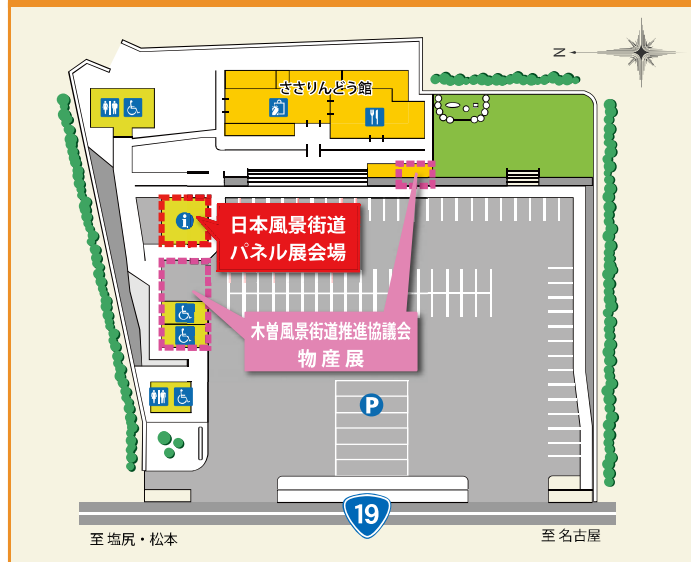 N
ささりんどう館
i
日本風景街道
パネル展会場
木曽風景街道推進協議会
物産展
P
19
至 塩尻・松本
至 名古屋